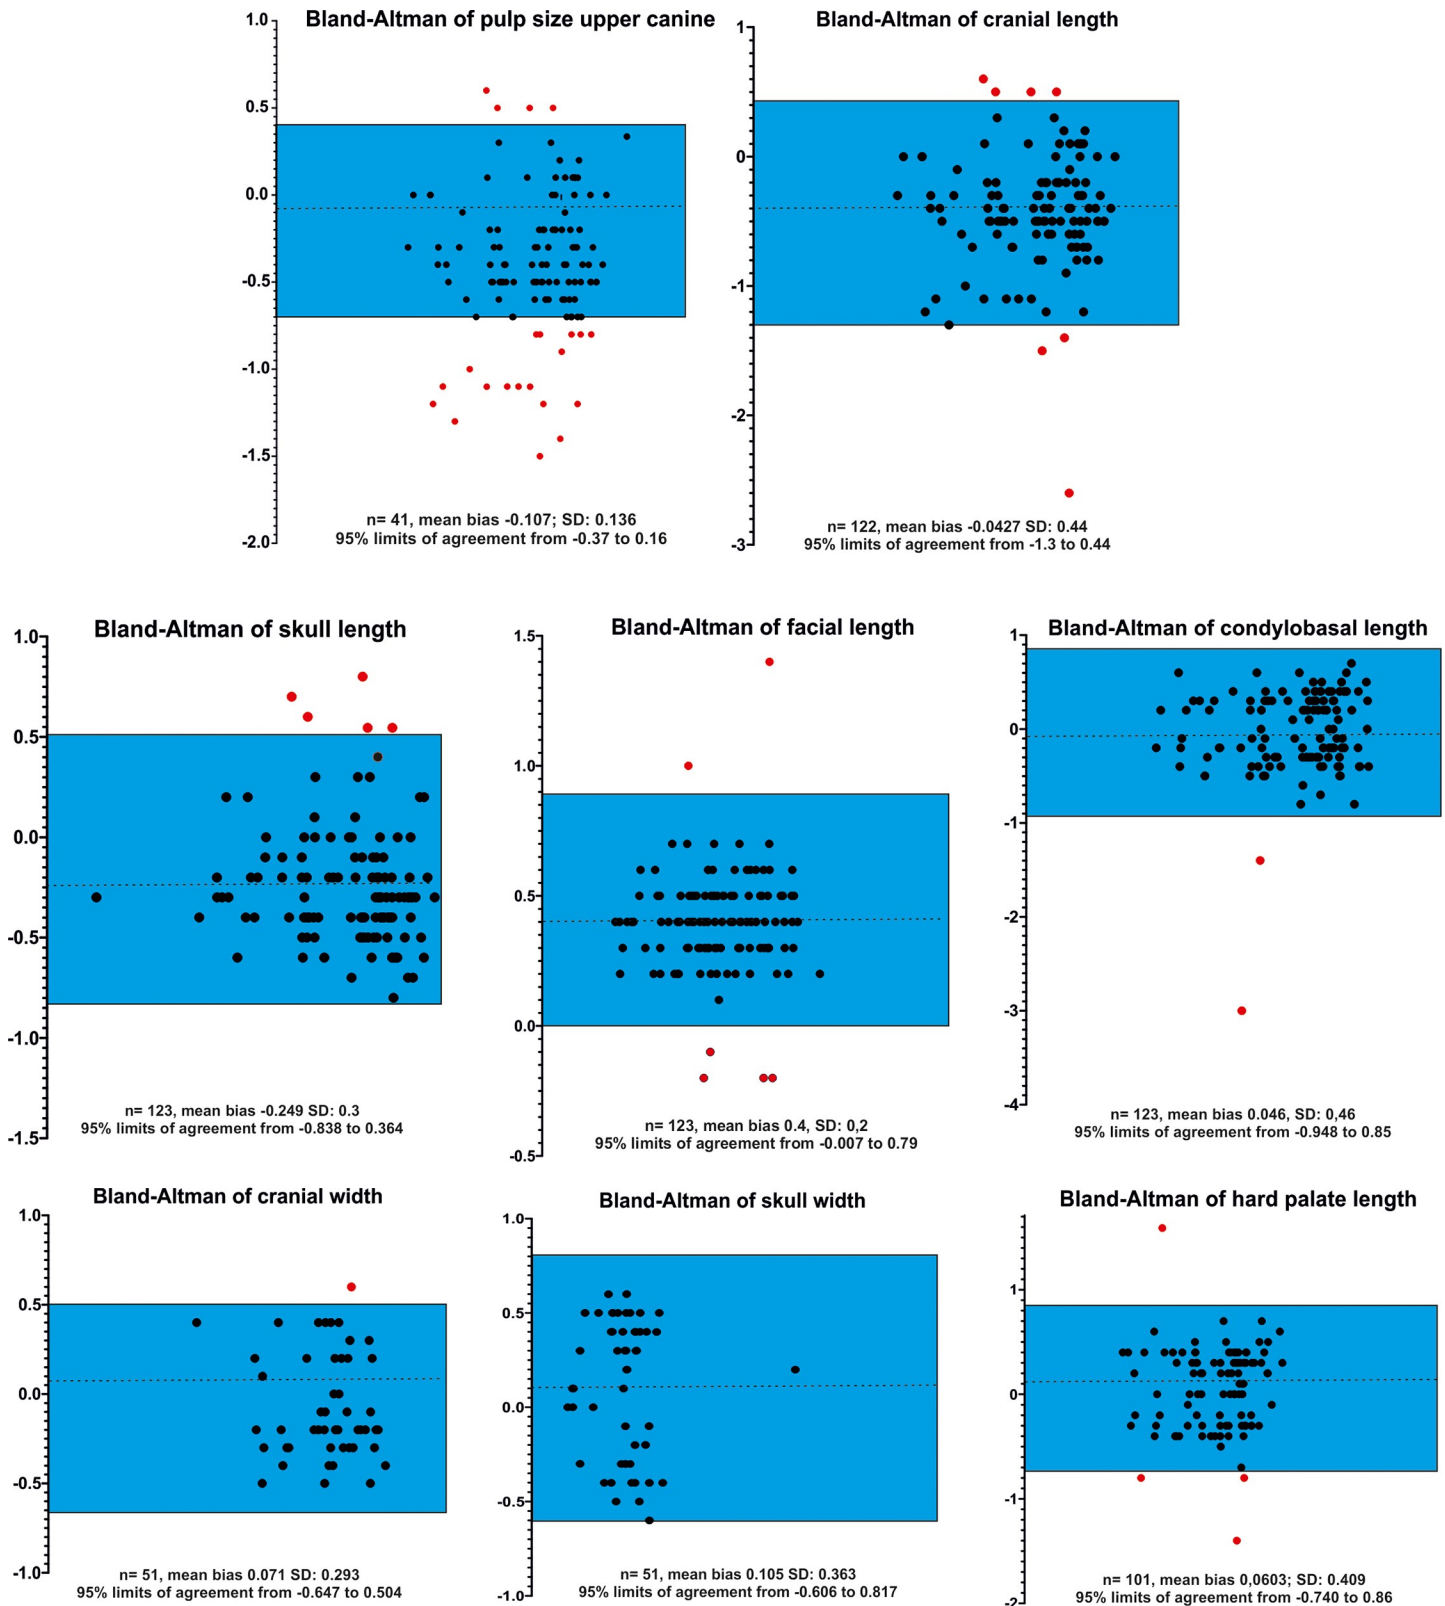 Bland-Altman of pulp size upper canine
1.0
0.5
0.0
-0.5
-1.0
-1.5
-2.0
n= 41, mean bias -0.107; SD: 0.136
95% limits of agreement from -0.37 to 0.16
Bland-Altman of cranial length
1
0
-1
-2
-3
n= 122, mean bias -0.0427 SD: 0.44
95% limits of agreement from -1.3 to 0.44
Bland-Altman of skull length
1.0
0.5
0.0
-0.5
-1.0
-1.5
n= 123, mean bias -0.249 SD: 0.3
95% limits of agreement from -0.838 to 0.364
Bland-Altman of facial length
1.5
1.0
0.5
0.0
-0.5
n= 123, mean bias 0.4, SD: 0,2
95% limits of agreement from -0.007 to 0.79
Bland-Altman of condylobasal length
1
0
-1
-2
-3
-4
n= 123, mean bias 0.046, SD: 0,46
95% limits of agreement from -0.948 to 0.85
Bland-Altman of cranial width
1.0
0.5
0.0
-0.5
-1.0
n= 51, mean bias 0.071 SD: 0.293
95% limits of agreement from -0.647 to 0.504
Bland-Altman of skull width
1.0
0.5
0.0
-0.5
-1.0
n= 51, mean bias 0.105 SD: 0.363
95% limits of agreement from -0.606 to 0.817
Bland-Altman of hard palate length
1
0
-1
-2
n= 101, mean bias 0,0603; SD: 0.409
95% limits of agreement from -0.740 to 0.86